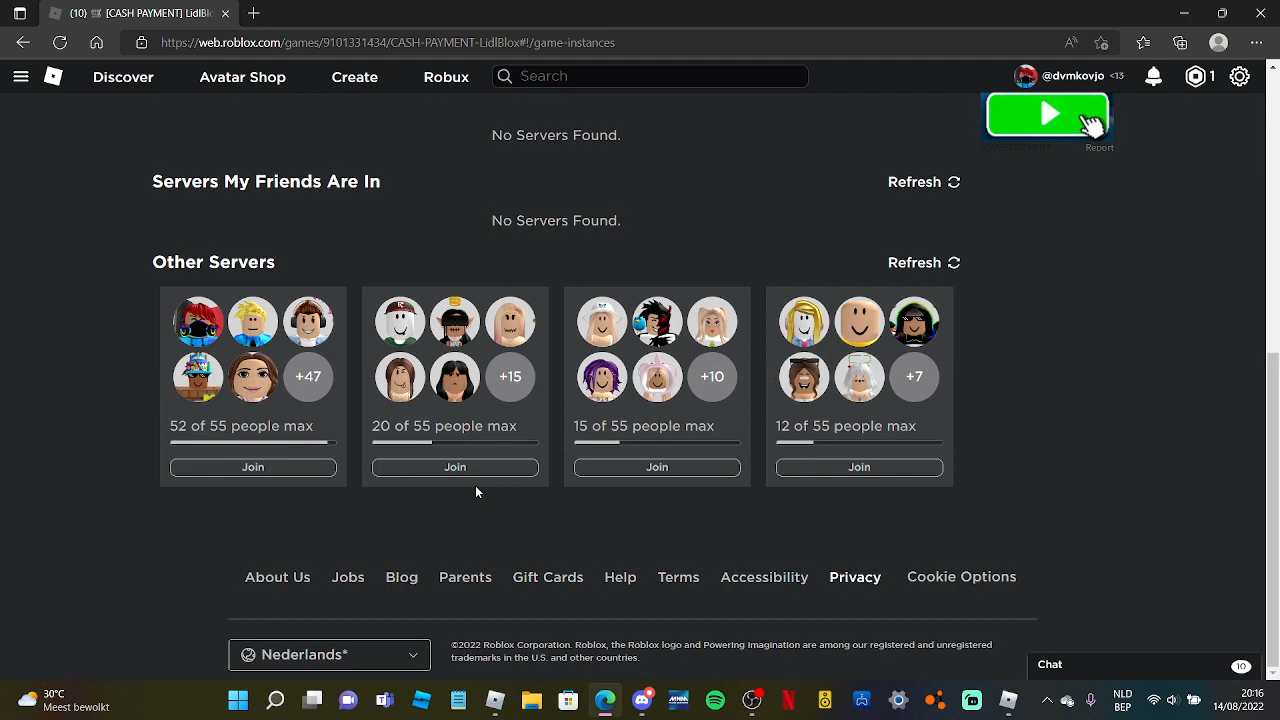 (10) [CASH PAYMENT] LidlBlo
https://web.roblox.com/games/9101331434/CASH-PAYMENT-LidlBlox#!/game-instances
Discover Avatar Shop Create Robux Search @dvmkovjo <13 1
No Servers Found.
ADVERTISEMENT Report
Servers My Friends Are In Refresh
No Servers Found.
Other Servers Refresh
+47 +15 +10 +7
52 of 55 people max 20 of 55 people max 15 of 55 people max 12 of 55 people max
Join Join Join Join
About Us Jobs Blog Parents Gift Cards Help Terms Accessibility Privacy Cookie Options
Nederlands*
©2022 Roblox Corporation. Roblox, the Roblox logo and Powering Imagination are among our registered and unregistered
trademarks in the U.S. and other countries.
Chat 10
30°C
Meest bewolkt
NLD
BEP
20:16
14/08/2022